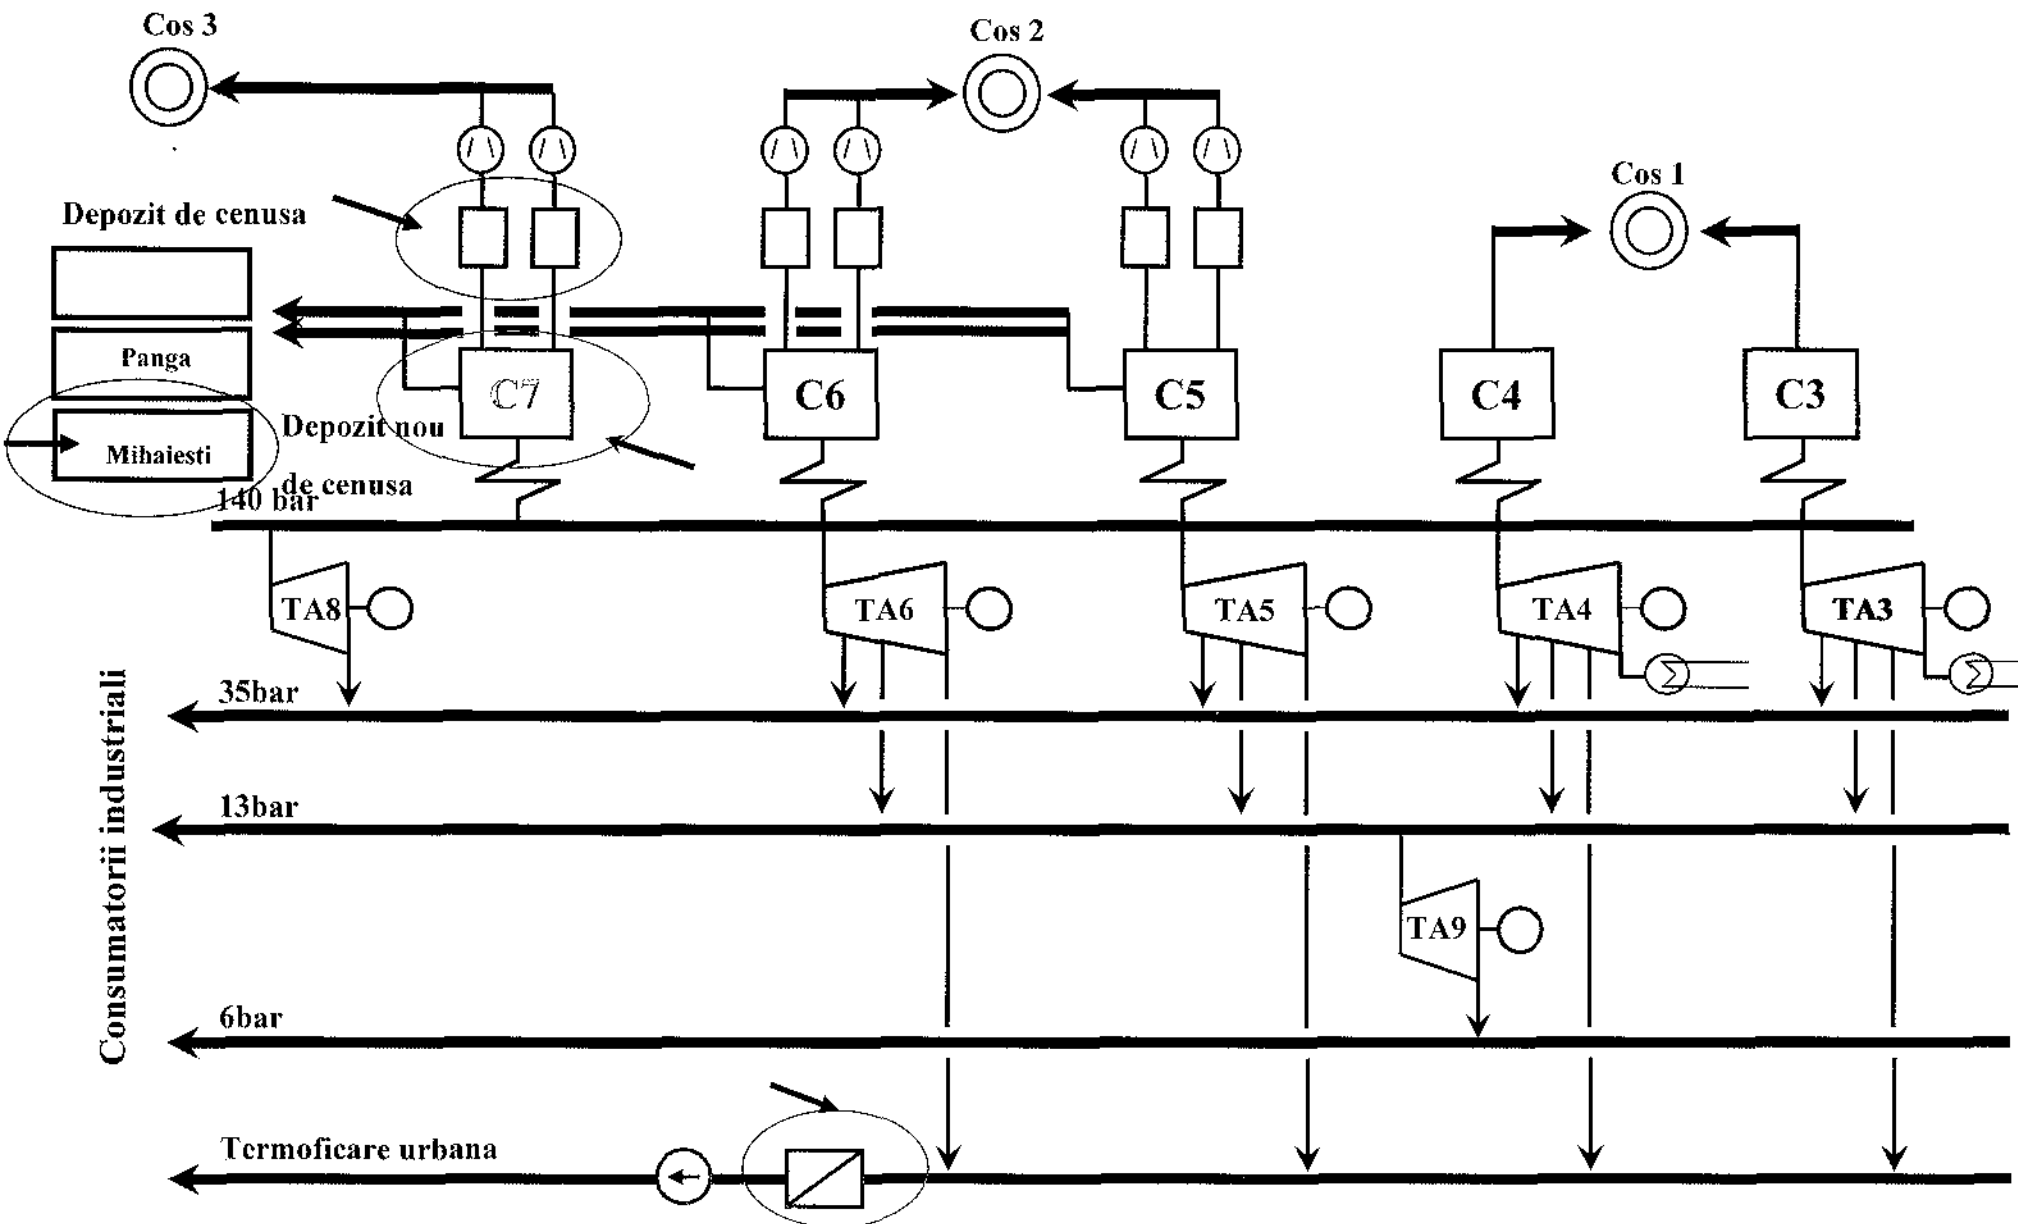 Cos 3
Cos 2
Cos 1
Depozit de cenusa
Panga
Mihaiesti
Depozit nou
de cenusa
C7
C6
C5
C4
C3
140 bar
TA8
TA6
TA5
TA4
TA3
35bar
13bar
TA9
6bar
Termoficare urbana
Consumatorii industriali